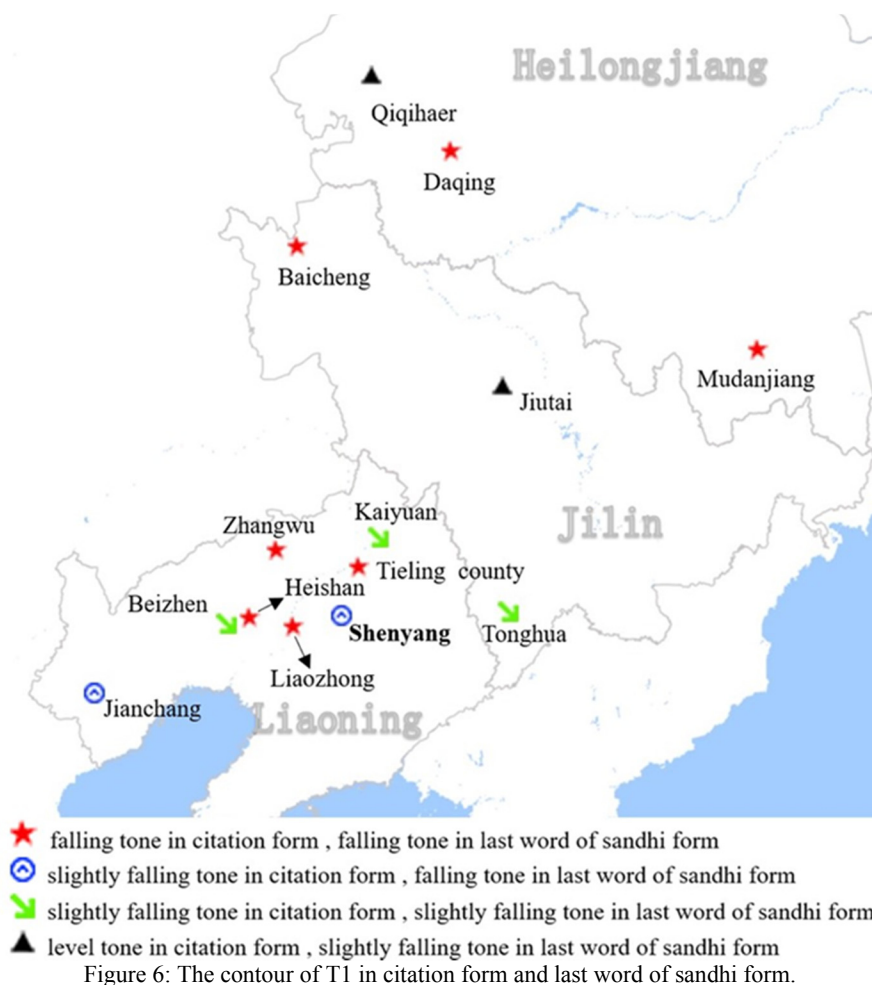 Heilongjiang
Qiqihaer
Daqing
Baicheng
Mudanjiang
Jiutai
Kaiyuan
Zhangwu
Jilin
Tieling county
Heishan
Beizhen
Shenyang
Tonghua
Liaozhong
Jianchang
Liaoning
falling tone in citation form , falling tone in last word of sandhi form
slightly falling tone in citation form , falling tone in last word of sandhi form
slightly falling tone in citation form , slightly falling tone in last word of sandhi form
level tone in citation form , slightly falling tone in last word of sandhi form
Figure 6: The contour of T1 in citation form and last word of sandhi form.